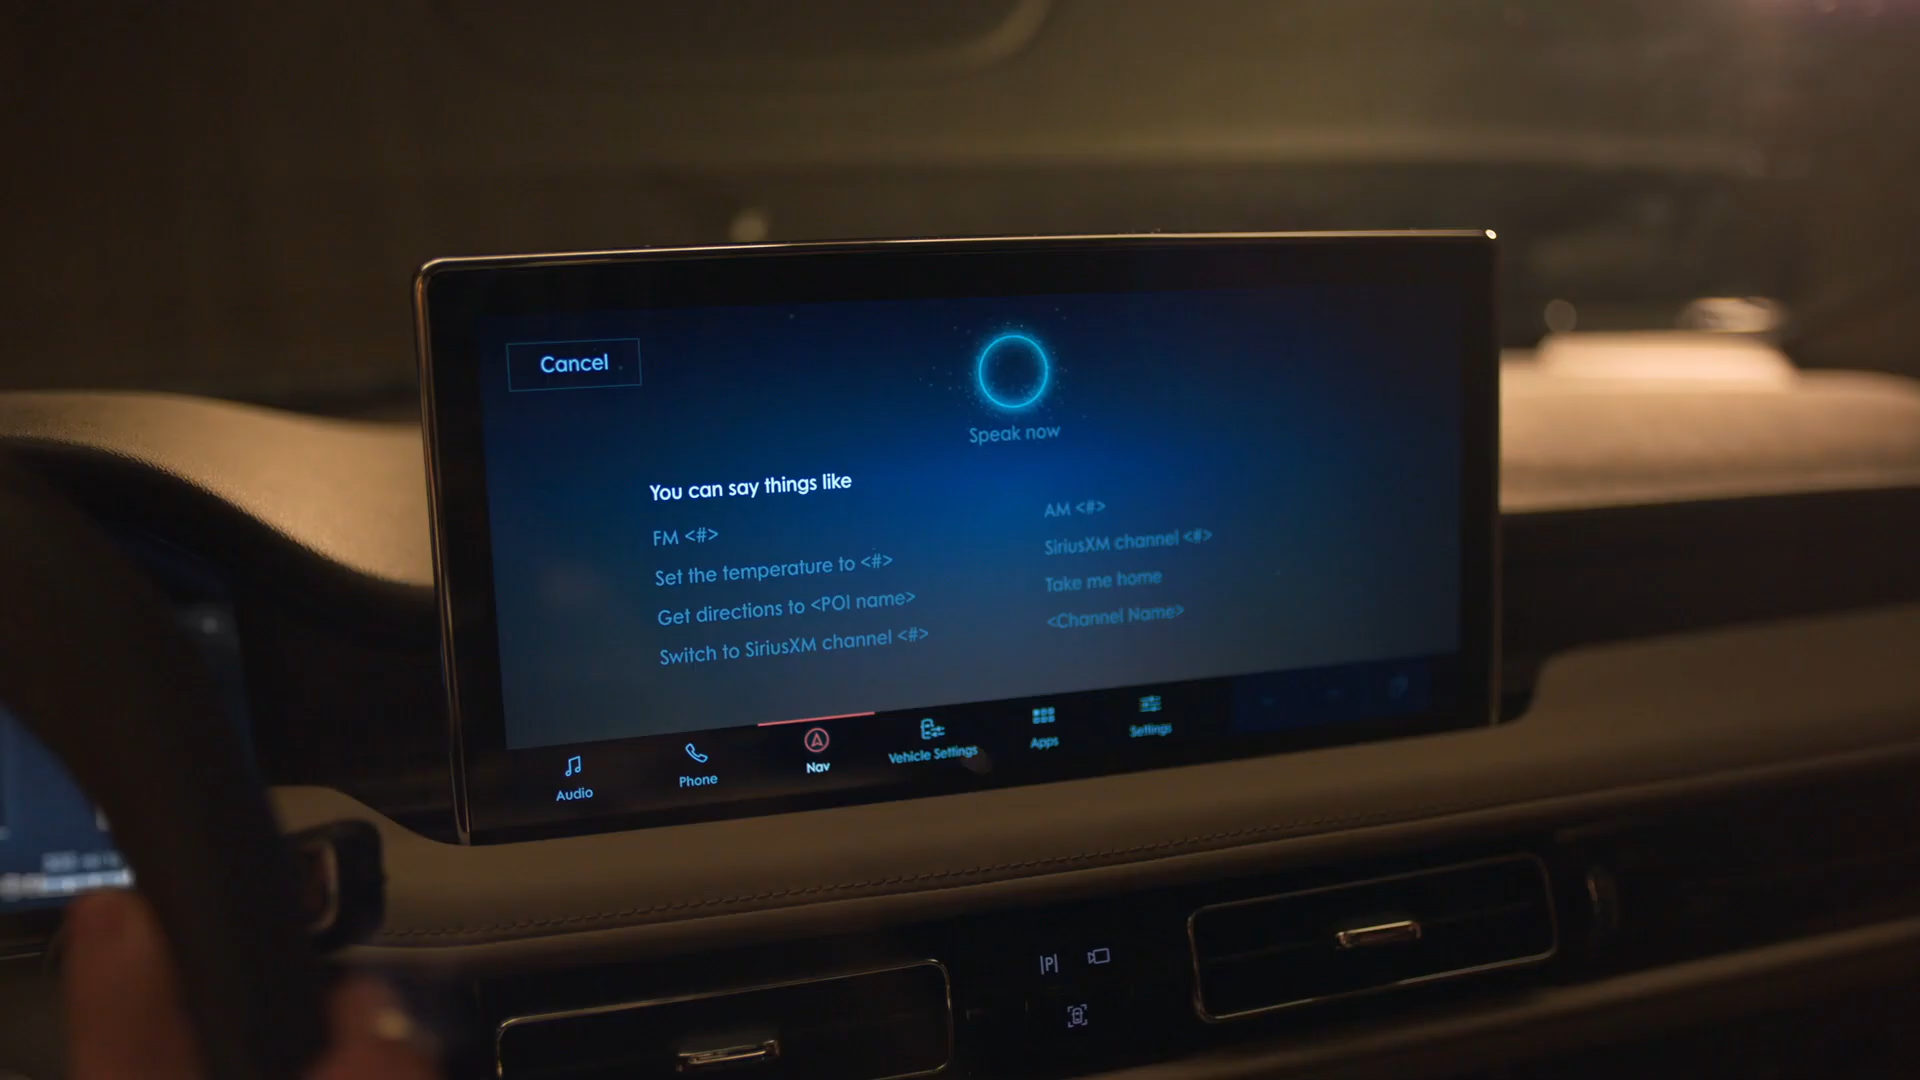 Cancel
Speak now
You can say things like
FM <#>
Set the temperature to <#>
Get directions to <POI name>
Switch to SiriusXM channel <#>
AM <#>
SiriusXM channel <#>
Take me home
<Channel Name>
Audio
Phone
Nav
Vehicle Settings
Apps
Settings
P